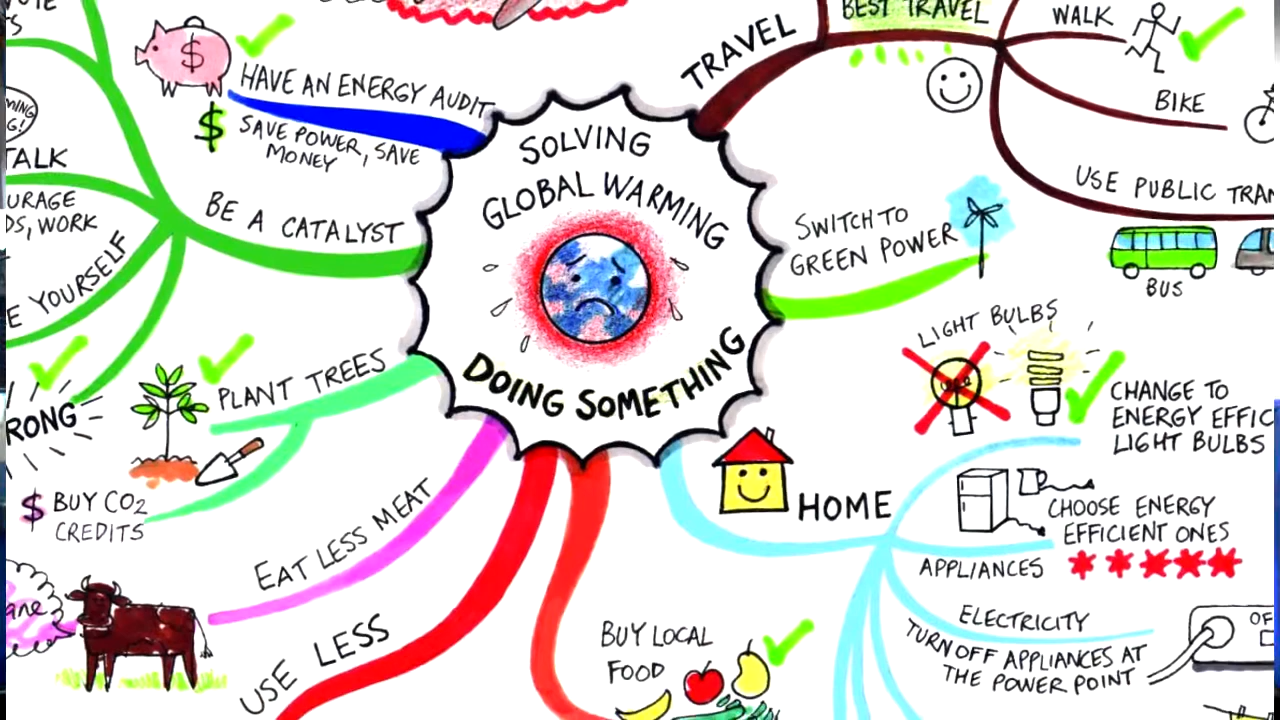 SOLVING
GLOBAL WARMING
DOING SOMETHING
TRAVEL
BEST TRAVEL
WALK
BIKE
USE PUBLIC TRAN
BUS
SWITCH TO
GREEN POWER
LIGHT BULBS
CHANGE TO
ENERGY EFFIC
LIGHT BULBS
HOME
CHOOSE ENERGY
EFFICIENT ONES
APPLIANCES
ELECTRICITY
TURN OFF APPLIANCES AT
THE POWER POINT
OF
BUY LOCAL
FOOD
USE LESS
EAT LESS MEAT
ane
PLANT TREES
$ BUY CO2
CREDITS
BE A CATALYST
TALK
URAGE
DS, WORK
E YOURSELF
RONG
$
HAVE AN ENERGY AUDIT
$ SAVE POWER, SAVE
MONEY